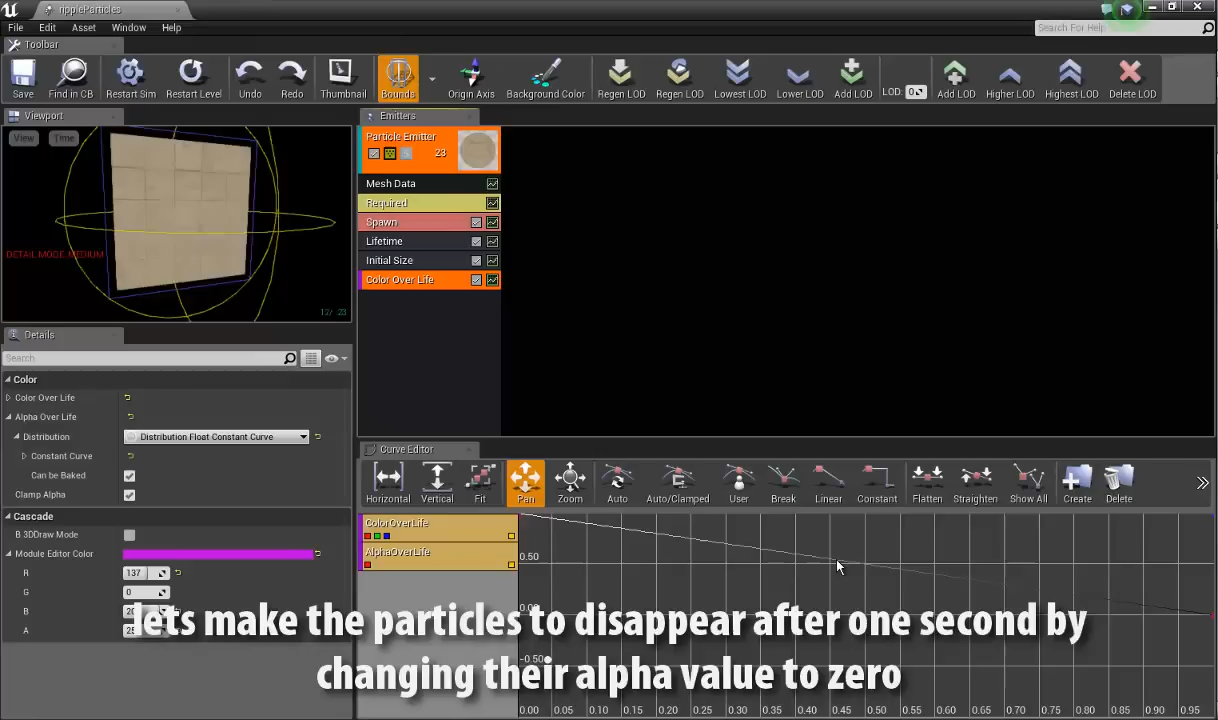 rippleParticles
File Edit Asset Window Help
Search For Help
Toolbar
Save Find in CB Restart Sim Restart Level Undo Redo Thumbnail Bounds Origin Axis Background Color Regen LOD Regen LOD Lowest LOD Lower LOD Add LOD LOD: 0 Add LOD Higher LOD Highest LOD Delete LOD
Viewport
View Time
DETAIL MODE: MEDIUM
12/ 23
Emitters
Particle Emitter
23
Mesh Data
Required
Spawn
Lifetime
Initial Size
Color Over Life
Details
Search
Color
Color Over Life
Alpha Over Life
Distribution Distribution Float Constant Curve
Constant Curve
Can be Baked
Clamp Alpha
Cascade
B 3DDraw Mode
Module Editor Color
R 137
G 0
B 20
A 25
Curve Editor
Horizontal Vertical Fit Pan Zoom Auto Auto/Clamped User Break Linear Constant Flatten Straighten Show All Create Delete
ColorOverLife
AlphaOverLife
0.50
0.00
-0.50
0.00 0.05 0.10 0.15 0.20 0.25 0.30 0.35 0.40 0.45 0.50 0.55 0.60 0.65 0.70 0.75 0.80 0.85 0.90 0.95
lets make the particles to disappear after one second by
changing their alpha value to zero